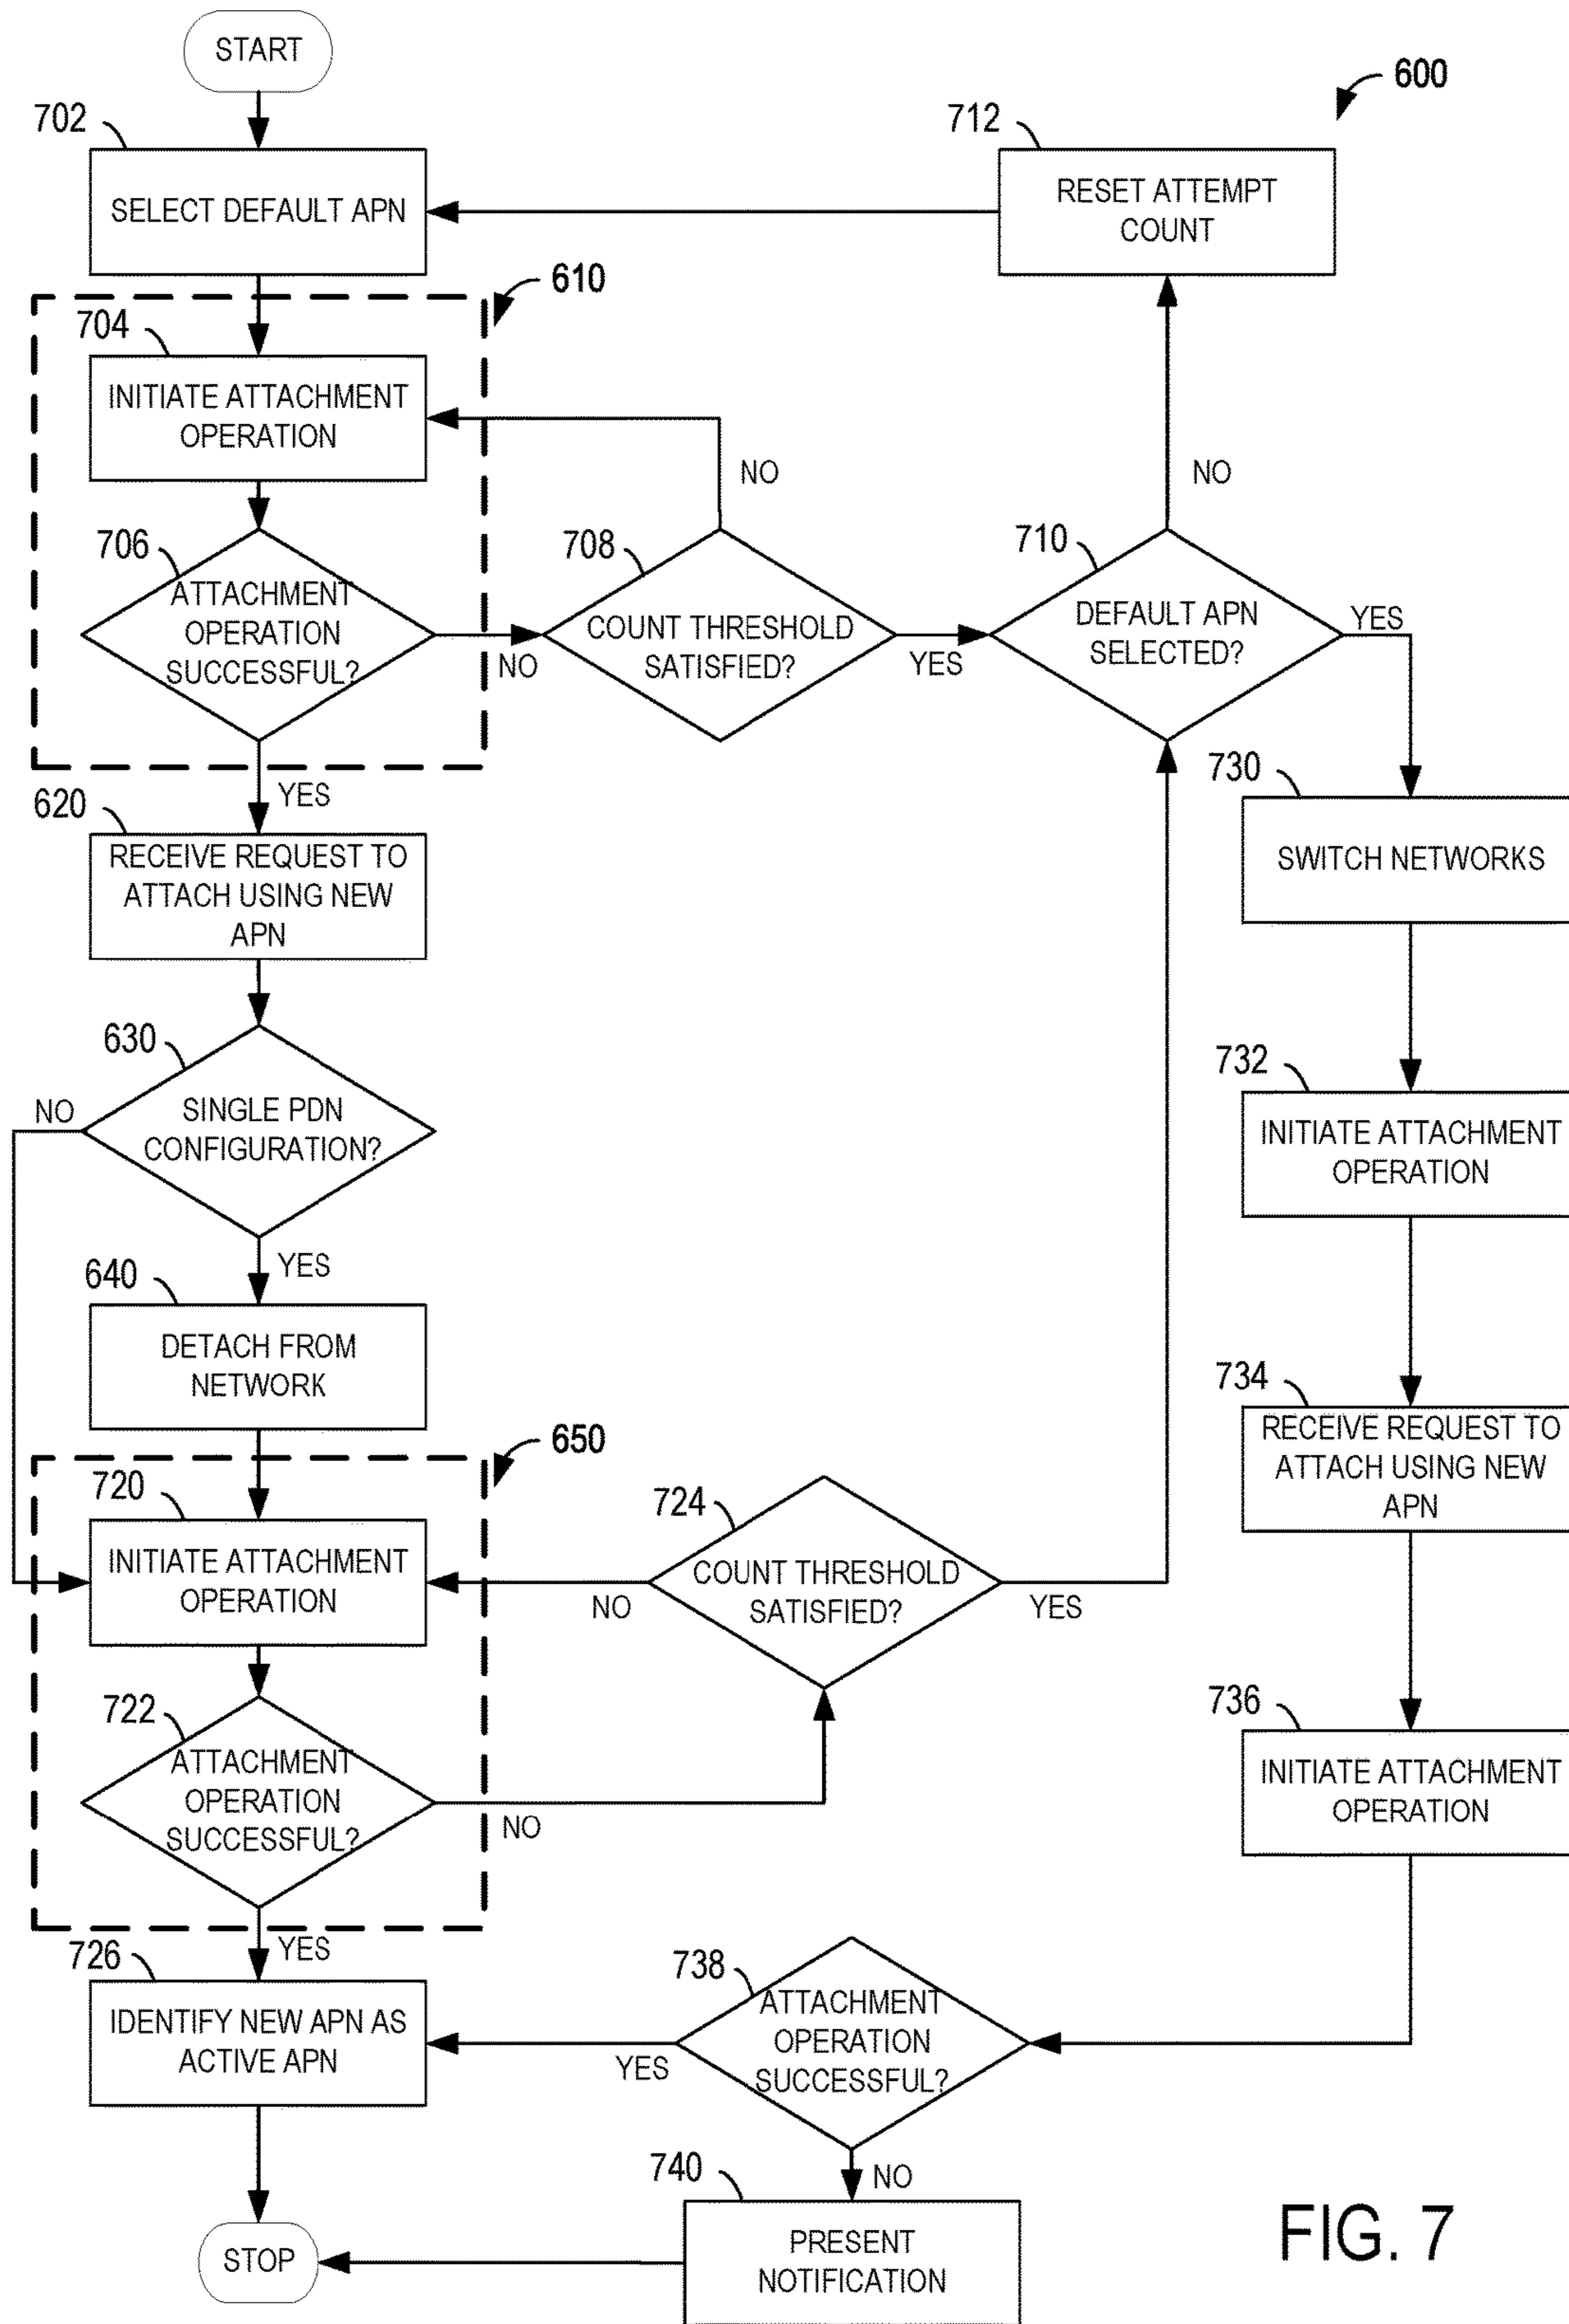 START
600
702
712
SELECT DEFAULT APN
RESET ATTEMPT
COUNT
610
704
INITIATE ATTACHMENT
OPERATION
NO
NO
706
708
710
ATTACHMENT
OPERATION
SUCCESSFUL?
NO
COUNT THRESHOLD
SATISFIED?
YES
DEFAULT APN
SELECTED?
YES
YES
620
730
RECEIVE REQUEST TO
ATTACH USING NEW
APN
SWITCH NETWORKS
630
NO
SINGLE PDN
CONFIGURATION?
732
INITIATE ATTACHMENT
OPERATION
YES
640
DETACH FROM
NETWORK
734
RECEIVE REQUEST TO
ATTACH USING NEW
APN
650
720
724
INITIATE ATTACHMENT
OPERATION
NO
COUNT THRESHOLD
SATISFIED?
YES
722
ATTACHMENT
OPERATION
SUCCESSFUL?
NO
736
INITIATE ATTACHMENT
OPERATION
YES
726
738
IDENTIFY NEW APN AS
ACTIVE APN
YES
ATTACHMENT
OPERATION
SUCCESSFUL?
NO
740
STOP
PRESENT
NOTIFICATION
FIG. 7